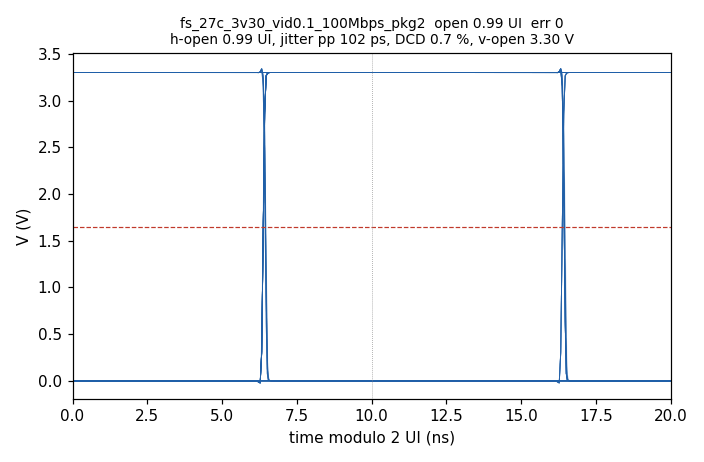 fs_27c_3v30_vid0.1_100Mbps_pkg2  open 0.99 UI  err 0
h-open 0.99 UI, jitter pp 102 ps, DCD 0.7 %, v-open 3.30 V
3.5
3.0
2.5
2.0
1.5
1.0
0.5
0.0
V (V)
0.0 2.5 5.0 7.5 10.0 12.5 15.0 17.5 20.0
time modulo 2 UI (ns)